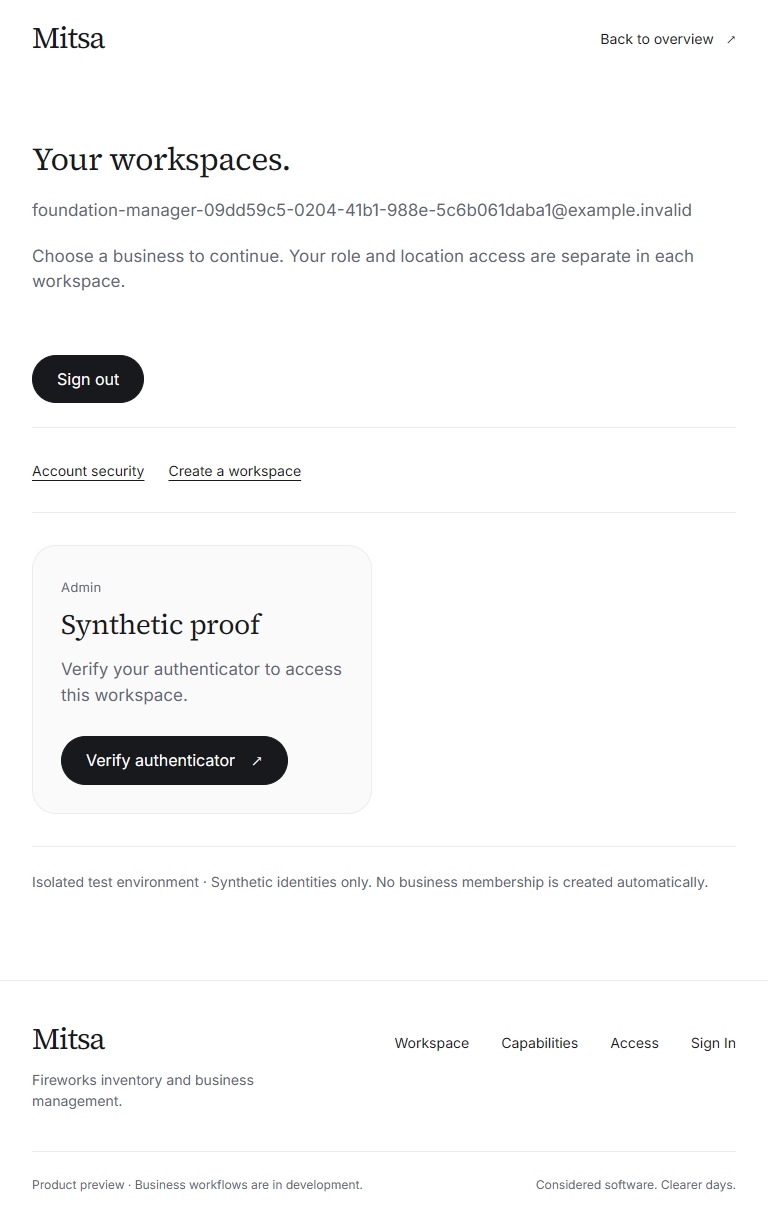 Mitsa
Back to overview ↗
Your workspaces.
foundation-manager-09dd59c5-0204-41b1-988e-5c6b061daba1@example.invalid
Choose a business to continue. Your role and location access are separate in each
workspace.
Sign out
Account security
Create a workspace
Admin
Synthetic proof
Verify your authenticator to access
this workspace.
Verify authenticator ↗
Isolated test environment · Synthetic identities only. No business membership is created automatically.
Mitsa
Workspace
Capabilities
Access
Sign In
Fireworks inventory and business
management.
Product preview · Business workflows are in development.
Considered software. Clearer days.